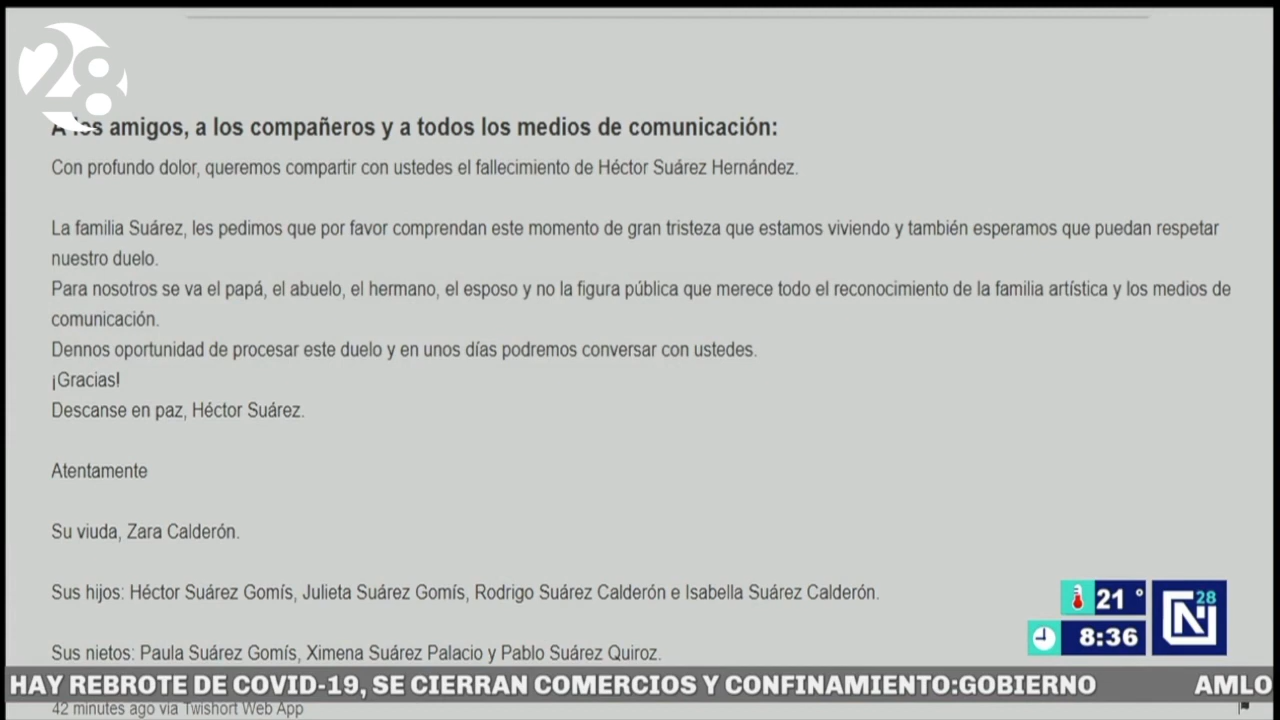 28
A los amigos, a los compañeros y a todos los medios de comunicación:
Con profundo dolor, queremos compartir con ustedes el fallecimiento de Héctor Suárez Hernández.
La familia Suárez, les pedimos que por favor comprendan este momento de gran tristeza que estamos viviendo y también esperamos que puedan respetar
nuestro duelo.
Para nosotros se va el papá, el abuelo, el hermano, el esposo y no la figura pública que merece todo el reconocimiento de la familia artística y los medios de
comunicación.
Dennos oportunidad de procesar este duelo y en unos días podremos conversar con ustedes.
¡Gracias!
Descanse en paz, Héctor Suárez.
Atentamente
Su viuda, Zara Calderón.
Sus hijos: Héctor Suárez Gomís, Julieta Suárez Gomís, Rodrigo Suárez Calderón e Isabella Suárez Calderón.
21 °
28
N
8:36
Sus nietos: Paula Suárez Gomís, Ximena Suárez Palacio y Pablo Suárez Quiroz.
HAY REBROTE DE COVID-19, SE CIERRAN COMERCIOS Y CONFINAMIENTO:GOBIERNO AMLO
42 minutes ago via Twishort Web App